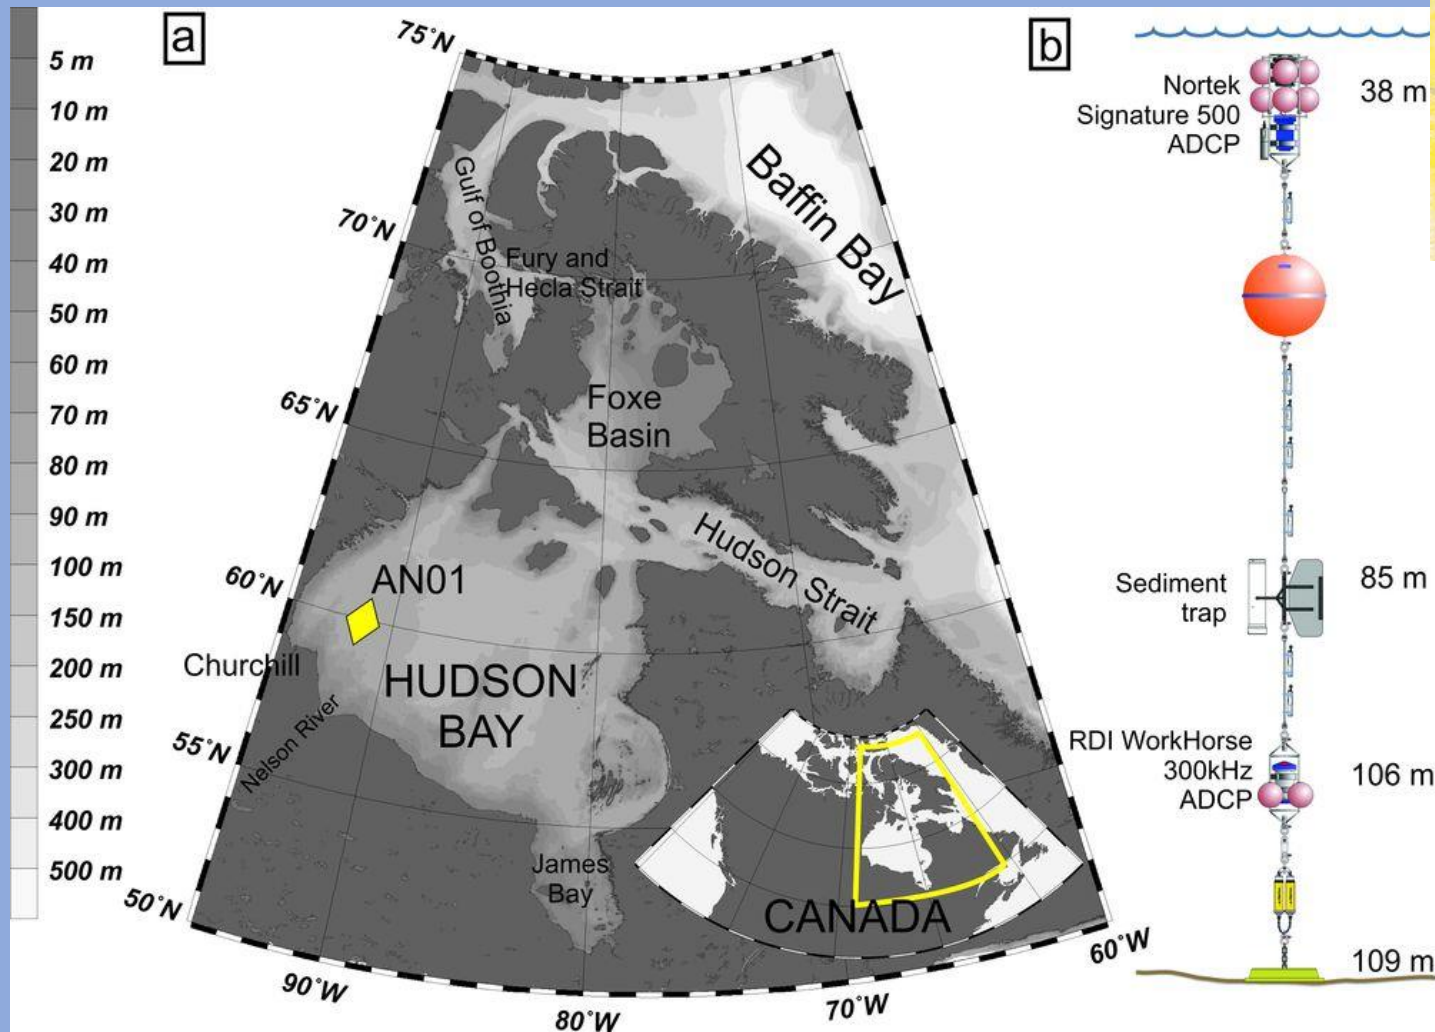 5 m
10 m
20 m
30 m
40 m
50 m
60 m
70 m
80 m
90 m
100 m
150 m
200 m
250 m
300 m
400 m
500 m
a
75˚N
70˚N
65˚N
60˚N
55˚N
50˚N
90˚W
80˚W
70˚W
60˚W
Baffin Bay
Gulf of Boothia
Fury and
Hecla Strait
Foxe
Basin
Hudson Strait
AN01
Churchill
HUDSON
BAY
Nelson River
James
Bay
CANADA
b
Nortek
Signature 500
ADCP
38 m
Sediment
trap
85 m
RDI WorkHorse
300kHz
ADCP
106 m
109 m